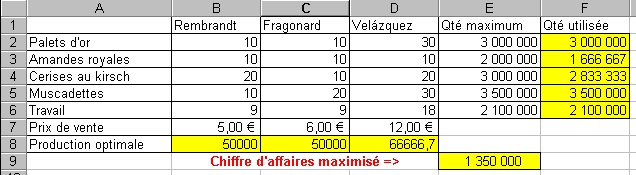 A B C D E F
1 Rembrandt Fragonard Velázquez Qté maximum Qté utilisée
2 Palets d'or 10 10 30 3 000 000 3 000 000
3 Amandes royales 10 10 10 2 000 000 1 666 667
4 Cerises au kirsch 20 10 20 3 000 000 2 833 333
5 Muscadettes 10 20 30 3 500 000 3 500 000
6 Travail 9 9 18 2 100 000 2 100 000
7 Prix de vente 5,00 € 6,00 € 12,00 €
8 Production optimale 50000 50000 66666,7
9 Chiffre d'affaires maximisé => 1 350 000